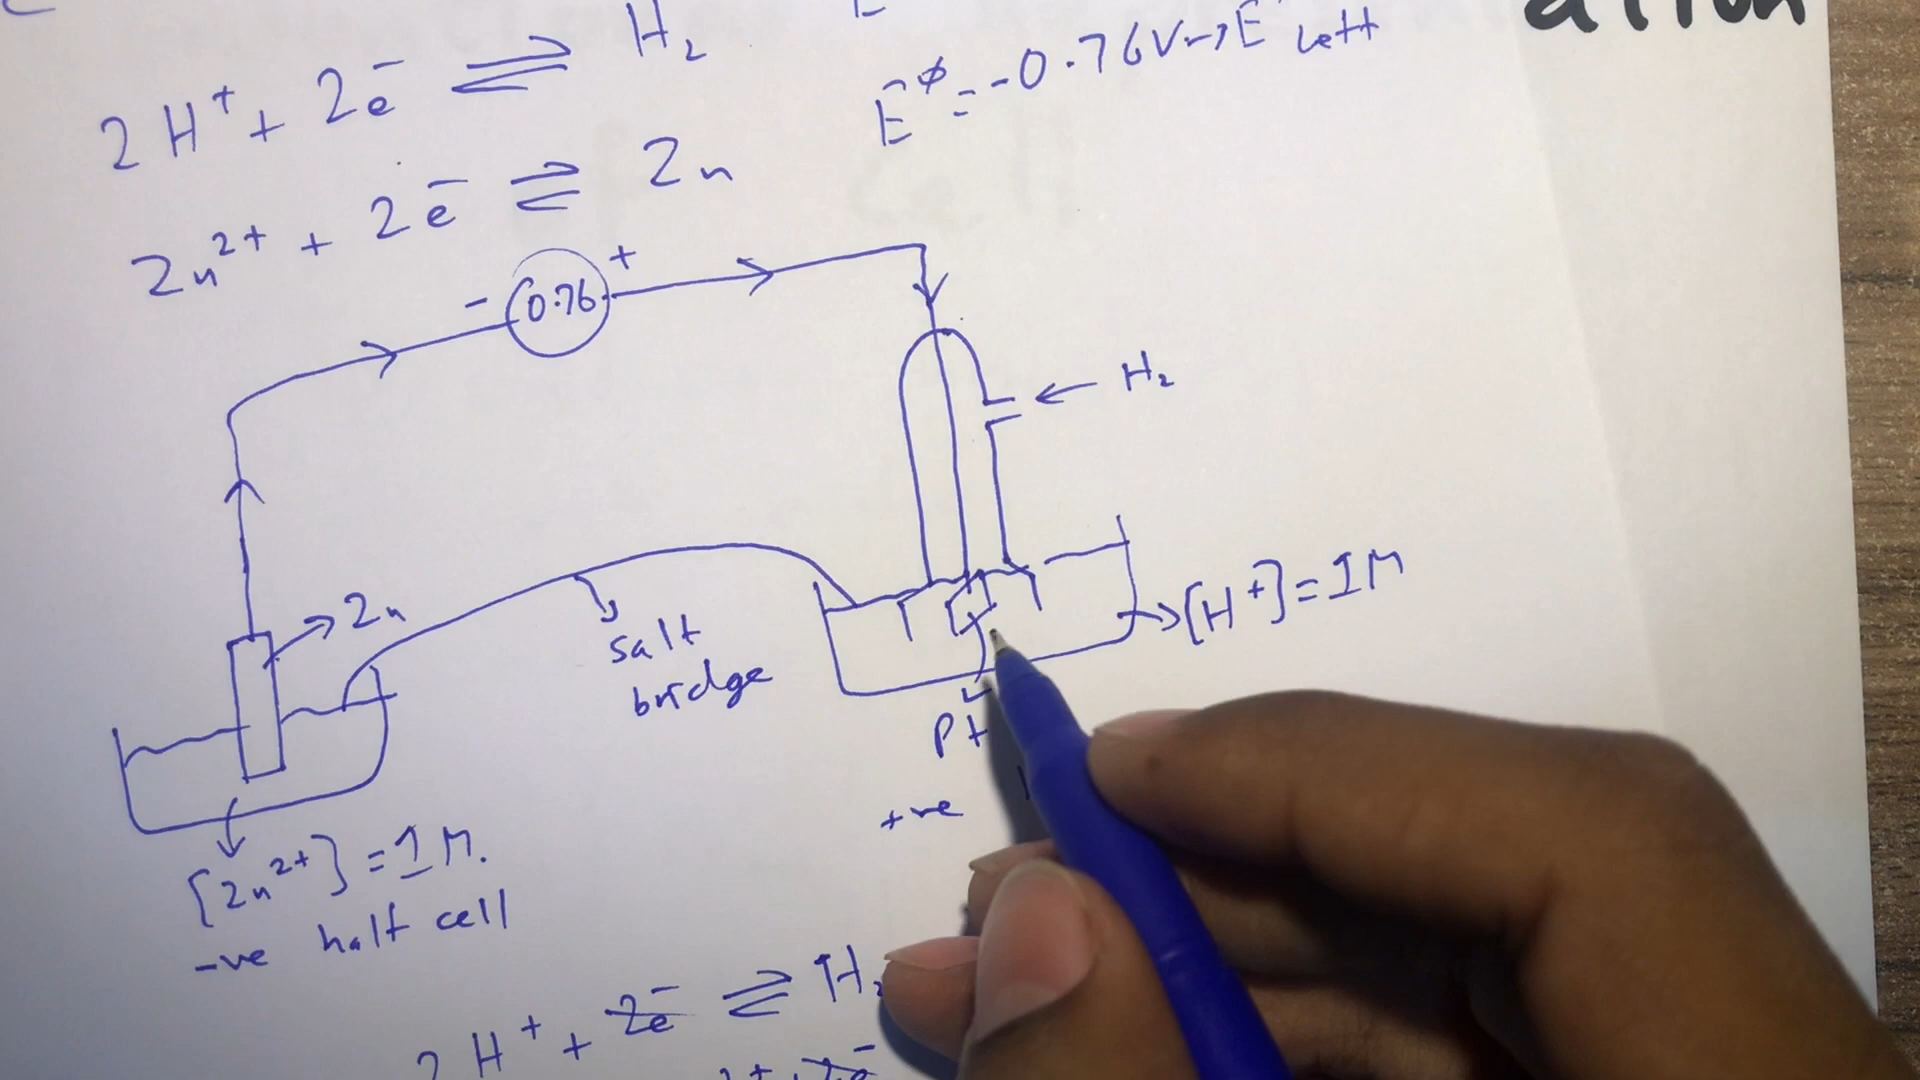 2H⁺ + 2e⁻ ⇌ H₂
E^ϕ = -0.76V → E left
Zn²⁺ + 2e⁻ ⇌ Zn
- 0.76 +
← H₂
→ Zn
salt
bridge
→ [H⁺] = 1M
Pt
+ve
[Zn²⁺] = 1M.
-ve half cell
2H⁺ + 2e⁻ ⇌ H₂